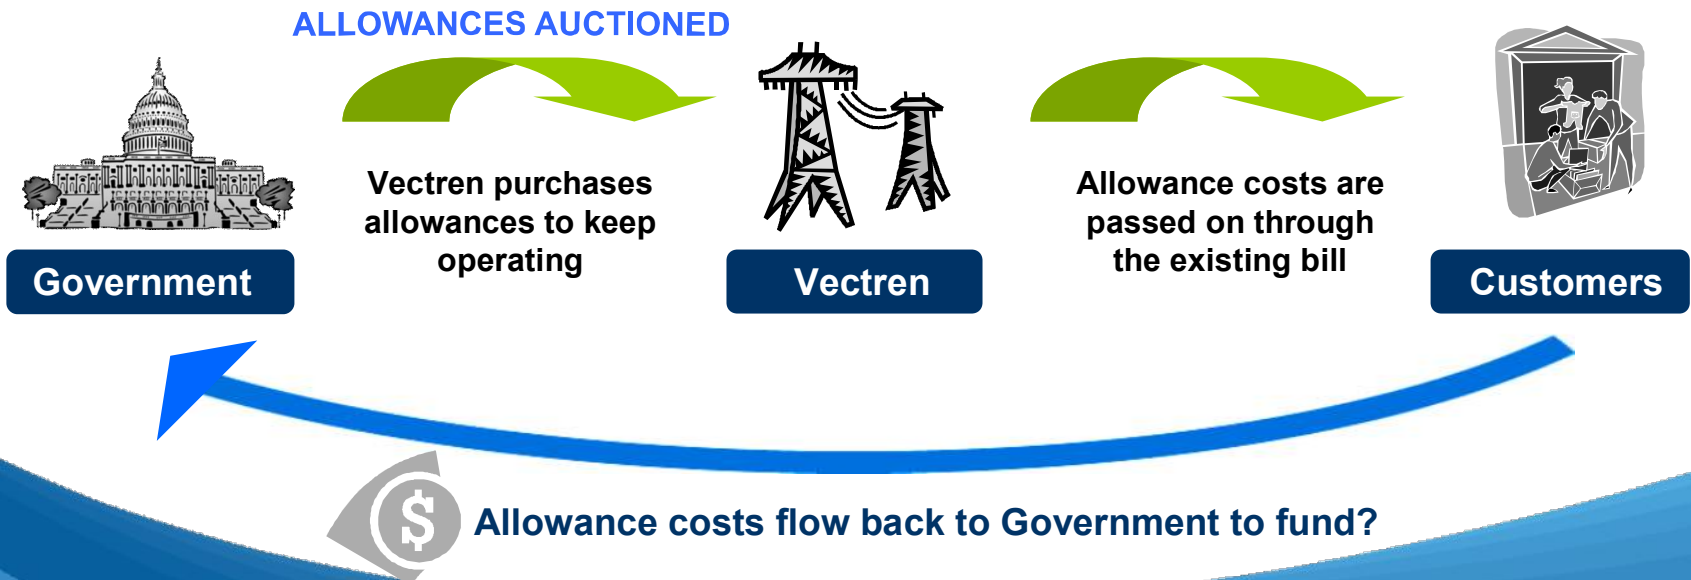 ALLOWANCES AUCTIONED
Vectren purchases
allowances to keep
operating
Allowance costs are
passed on through
the existing bill
Government
Vectren
Customers
$
Allowance costs flow back to Government to fund?